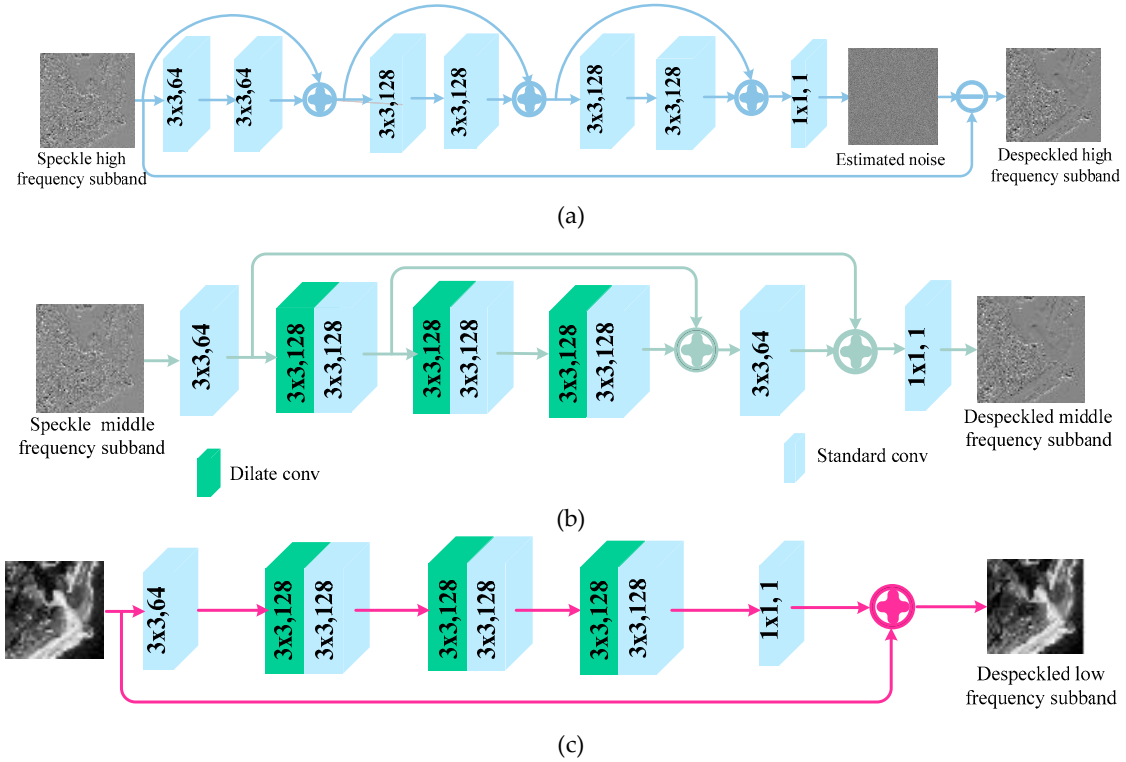 3x3,64
3x3,64
3x3,128
3x3,128
3x3,128
3x3,128
1x1, 1
Speckle high
frequency subband
Estimated noise
Despeckled high
frequency subband
(a)
3x3,64
3x3,128
3x3,128
3x3,128
3x3,128
3x3,128
3x3,128
3x3,64
1x1, 1
Speckle middle
frequency subband
Despeckled middle
frequency subband
Dilate conv
Standard conv
(b)
3x3,64
3x3,128
3x3,128
3x3,128
3x3,128
3x3,128
3x3,128
1x1, 1
Despeckled low
frequency subband
(c)